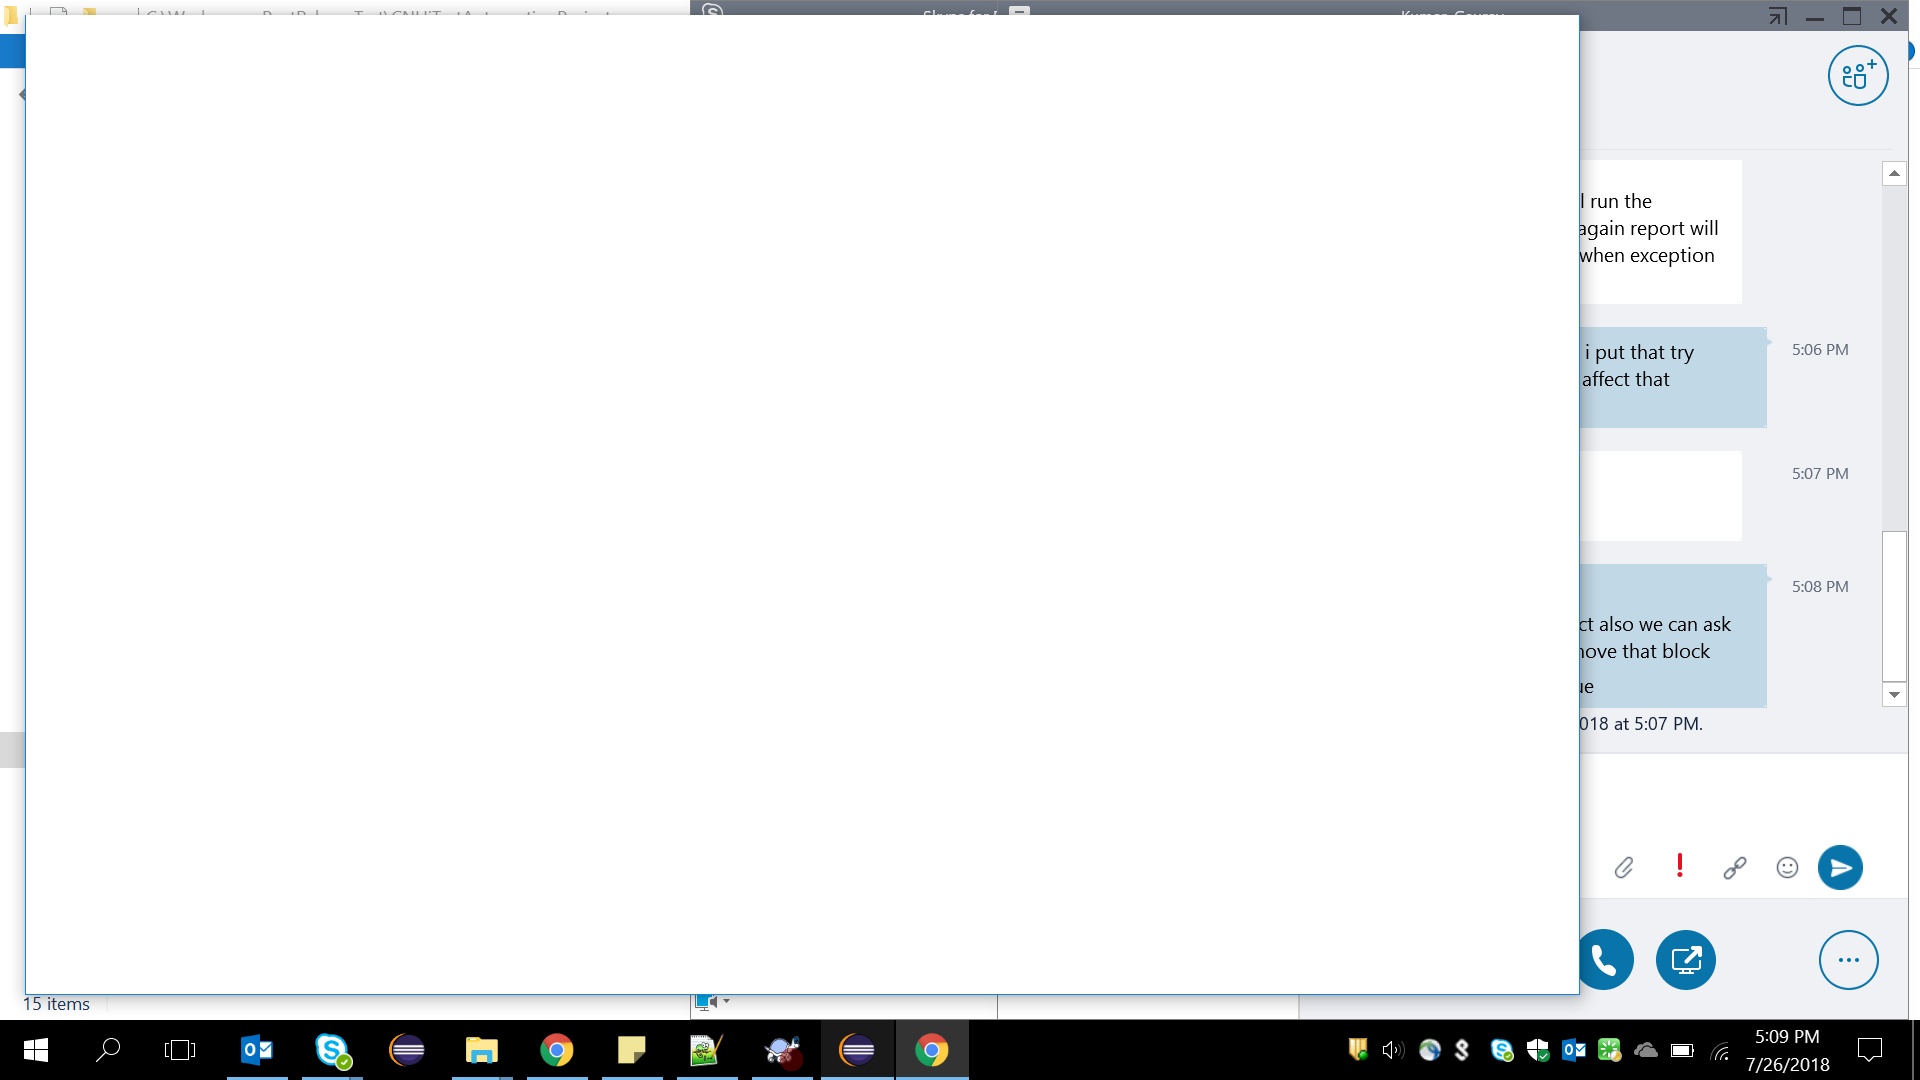 l run the
again report will
when exception
i put that try
5:06 PM
affect that
5:07 PM
5:08 PM
ct also we can ask
nove that block
ue
018 at 5:07 PM.
15 items
5:09 PM
7/26/2018